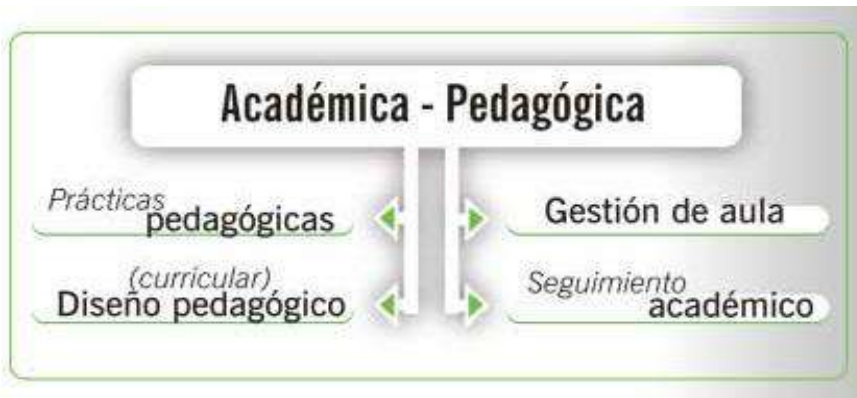 Académica - Pedagógica
Prácticas
pedagógicas
(curricular)
Diseño pedagógico
Gestión de aula
Seguimiento
académico